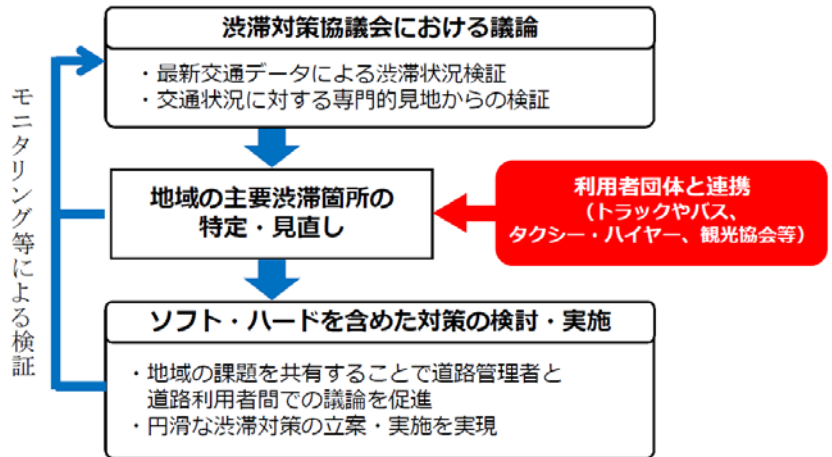 渋滞対策協議会における議論
・最新交通データによる渋滞状況検証
・交通状況に対する専門的見地からの検証
モニタリング等による検証
地域の主要渋滞箇所の
特定・見直し
利用者団体と連携
（トラックやバス、
タクシー・ハイヤー、観光協会等）
ソフト・ハードを含めた対策の検討・実施
・地域の課題を共有することで道路管理者と
道路利用者間での議論を促進
・円滑な渋滞対策の立案・実施を実現